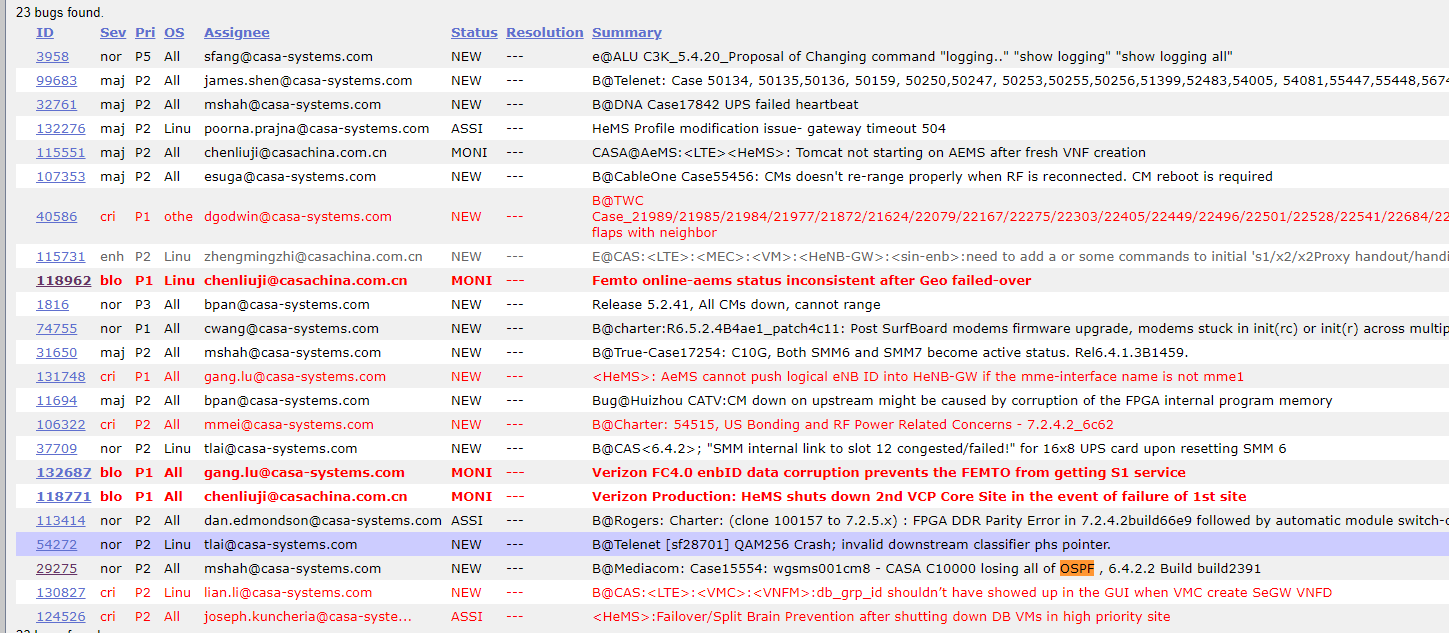 23 bugs found.
ID Sev Pri OS Assignee Status Resolution Summary
3958 nor P5 All sfang@casa-systems.com NEW --- e@ALU C3K_5.4.20_Proposal of Changing command "logging.." "show logging" "show logging all"
99683 maj P2 All james.shen@casa-systems.com NEW --- B@Telenet: Case 50134, 50135,50136, 50159, 50250,50247, 50253,50255,50256,51399,52483,54005, 54081,55447,55448,5674
32761 maj P2 All mshah@casa-systems.com NEW --- B@DNA Case17842 UPS failed heartbeat
132276 maj P2 Linu poorna.prajna@casa-systems.com ASSI --- HeMS Profile modification issue- gateway timeout 504
115551 maj P2 All chenliuji@casachina.com.cn MONI --- CASA@AeMS:<LTE><HeMS>: Tomcat not starting on AEMS after fresh VNF creation
107353 maj P2 All esuga@casa-systems.com NEW --- B@CableOne Case55456: CMs doesn't re-range properly when RF is reconnected. CM reboot is required
B@TWC
40586 cri P1 othe dgodwin@casa-systems.com NEW --- Case_21989/21985/21984/21977/21872/21624/22079/22167/22275/22303/22405/22449/22496/22501/22528/22541/22684/22
flaps with neighbor
115731 enh P2 Linu zhengmingzhi@casachina.com.cn NEW --- E@CAS:<LTE>:<MEC>:<VM>:<HeNB-GW>:<sin-enb>:need to add a or some commands to initial 's1/x2/x2Proxy handout/handi
118962 blo P1 Linu chenliuji@casachina.com.cn MONI --- Femto online-aems status inconsistent after Geo failed-over
1816 nor P3 All bpan@casa-systems.com NEW --- Release 5.2.41, All CMs down, cannot range
74755 nor P1 All cwang@casa-systems.com NEW --- B@charter:R6.5.2.4B4ae1_patch4c11: Post SurfBoard modems firmware upgrade, modems stuck in init(rc) or init(r) across multip
31650 maj P2 All mshah@casa-systems.com NEW --- B@True-Case17254: C10G, Both SMM6 and SMM7 become active status. Rel6.4.1.3B1459.
131748 cri P1 All gang.lu@casa-systems.com NEW --- <HeMS>: AeMS cannot push logical eNB ID into HeNB-GW if the mme-interface name is not mme1
11694 maj P2 All bpan@casa-systems.com NEW --- Bug@Huizhou CATV:CM down on upstream might be caused by corruption of the FPGA internal program memory
106322 cri P2 All mmei@casa-systems.com NEW --- B@Charter: 54515, US Bonding and RF Power Related Concerns - 7.2.4.2_6c62
37709 nor P2 Linu tlai@casa-systems.com NEW --- B@CAS<6.4.2>; "SMM internal link to slot 12 congested/failed!" for 16x8 UPS card upon resetting SMM 6
132687 blo P1 All gang.lu@casa-systems.com MONI --- Verizon FC4.0 enbID data corruption prevents the FEMTO from getting S1 service
118771 blo P1 All chenliuji@casachina.com.cn MONI --- Verizon Production: HeMS shuts down 2nd VCP Core Site in the event of failure of 1st site
113414 nor P2 All dan.edmondson@casa-systems.com ASSI --- B@Rogers: Charter: (clone 100157 to 7.2.5.x) : FPGA DDR Parity Error in 7.2.4.2build66e9 followed by automatic module switch-o
54272 nor P2 Linu tlai@casa-systems.com NEW --- B@Telenet [sf28701] QAM256 Crash; invalid downstream classifier phs pointer.
29275 nor P2 All mshah@casa-systems.com NEW --- B@Mediacom: Case15554: wgsms001cm8 - CASA C10000 losing all of OSPF , 6.4.2.2 Build build2391
130827 cri P2 Linu lian.li@casa-systems.com NEW --- B@CAS:<LTE>:<VMC>:<VNFM>:db_grp_id shouldn't have showed up in the GUI when VMC create SeGW VNFD
124526 cri P2 All joseph.kuncheria@casa-syste... ASSI --- <HeMS>:Failover/Split Brain Prevention after shutting down DB VMs in high priority site